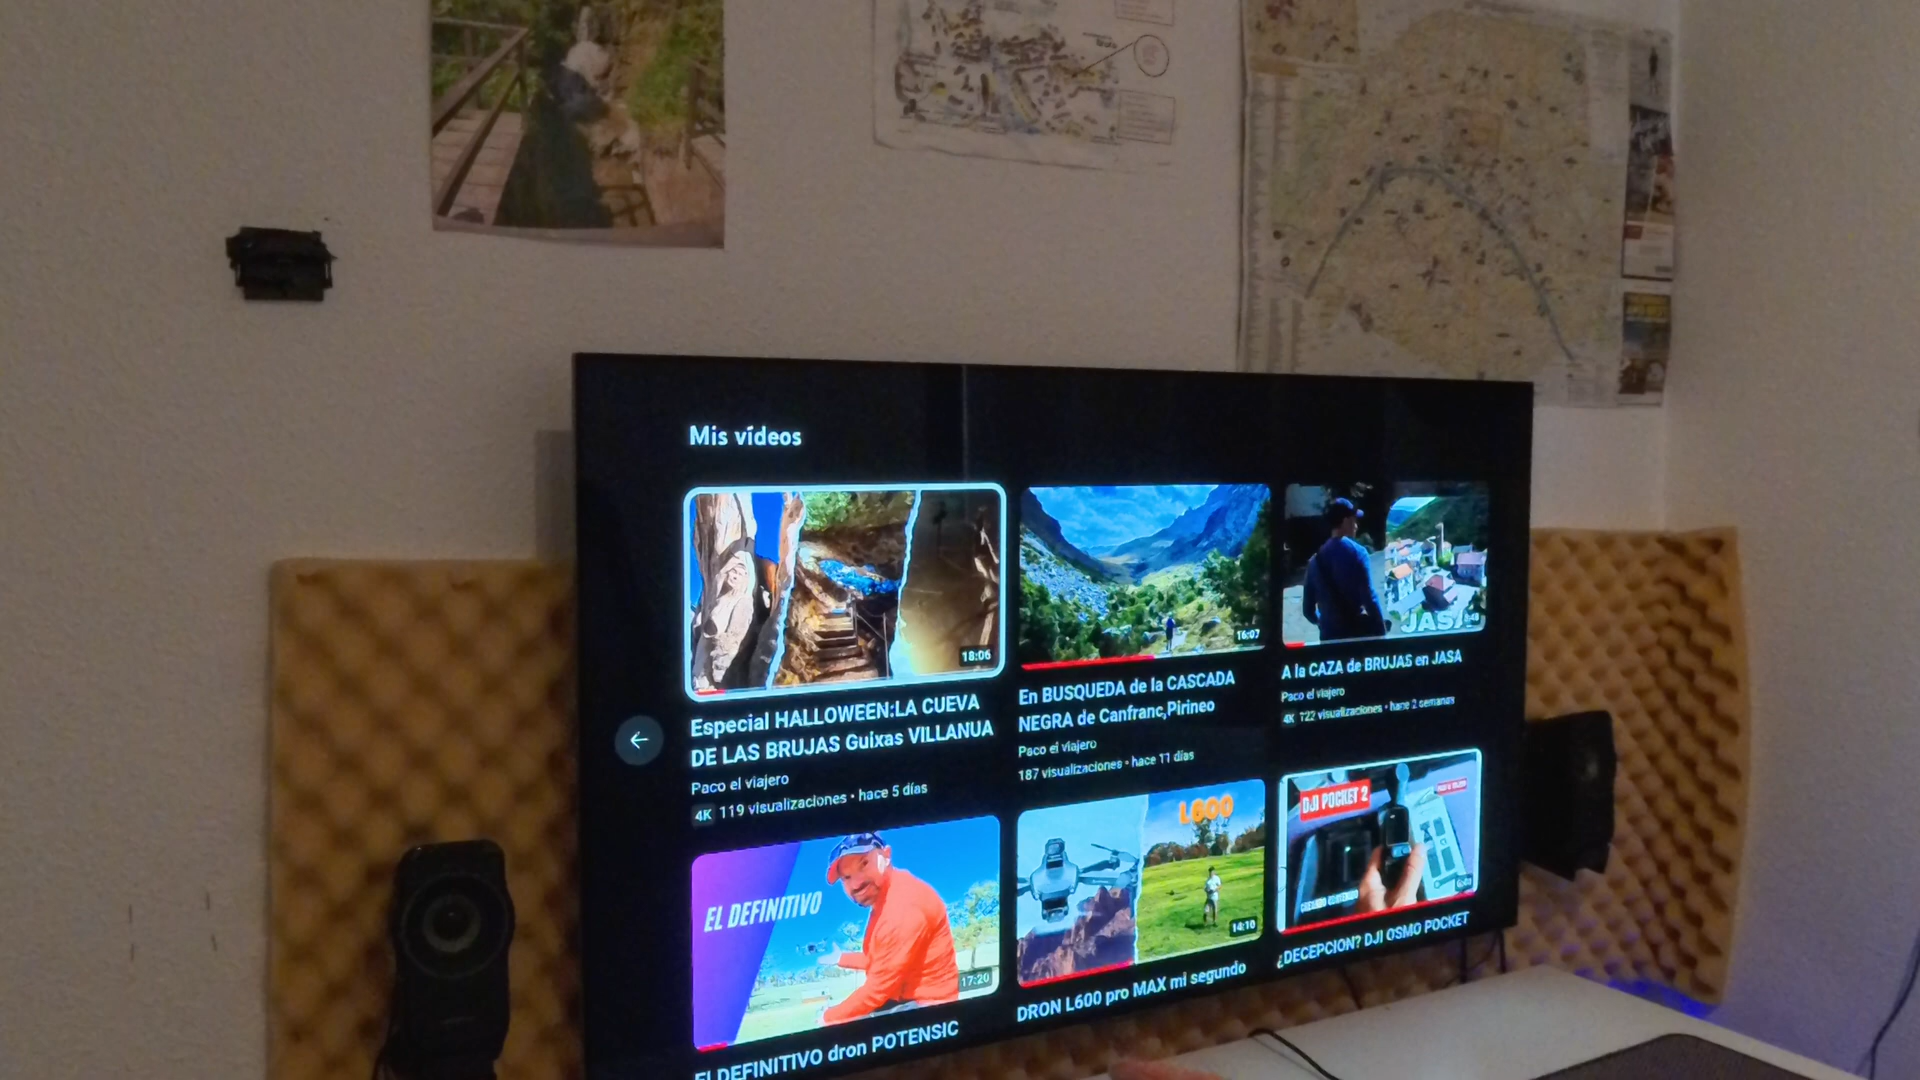 Mis vídeos
18:06
Especial HALLOWEEN:LA CUEVA
DE LAS BRUJAS Guixas VILLANUA
Paco el viajero
4K 119 visualizaciones • hace 5 días
16:07
En BUSQUEDA de la CASCADA
NEGRA de Canfranc,Pirineo
Paco el viajero
187 visualizaciones • hace 11 días
JASA
A la CAZA de BRUJAS en JASA
Paco el viajero
4K 122 visualizaciones • hace 2 semanas
EL DEFINITIVO
17:20
EL DEFINITIVO dron POTENSIC
L600
14:10
DRON L600 pro MAX mi segundo
DJI POCKET 2
¿DECEPCION? DJI OSMO POCKET